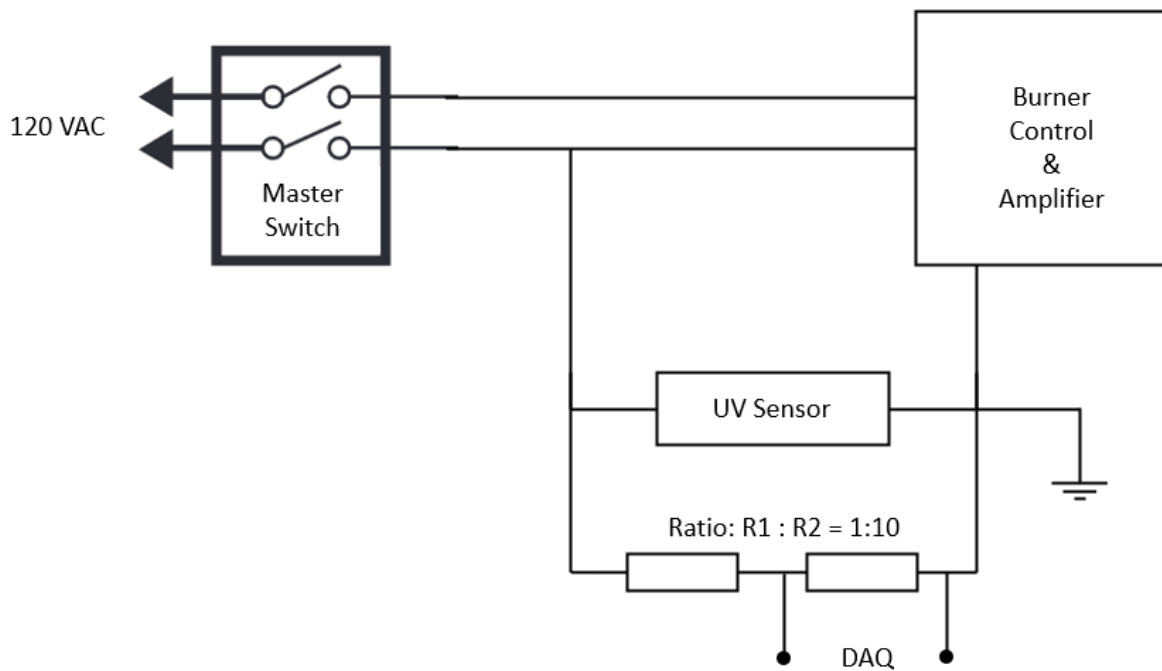 120 VAC
Master
Switch
Burner
Control
&
Amplifier
UV Sensor
Ratio: R1 : R2 = 1:10
DAQ